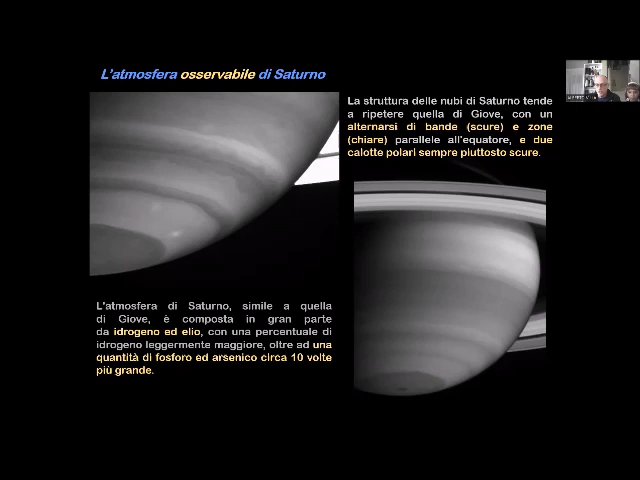 L'atmosfera osservabile di Saturno
La struttura delle nubi di Saturno tende
a ripetere quella di Giove, con un
alternarsi di bande (scure) e zone
(chiare) parallele all'equatore, e due
calotte polari sempre piuttosto scure.
L'atmosfera di Saturno, simile a quella
di Giove, è composta in gran parte
da idrogeno ed elio, con una percentuale di
idrogeno leggermente maggiore, oltre ad una
quantità di fosforo ed arsenico circa 10 volte
più grande.